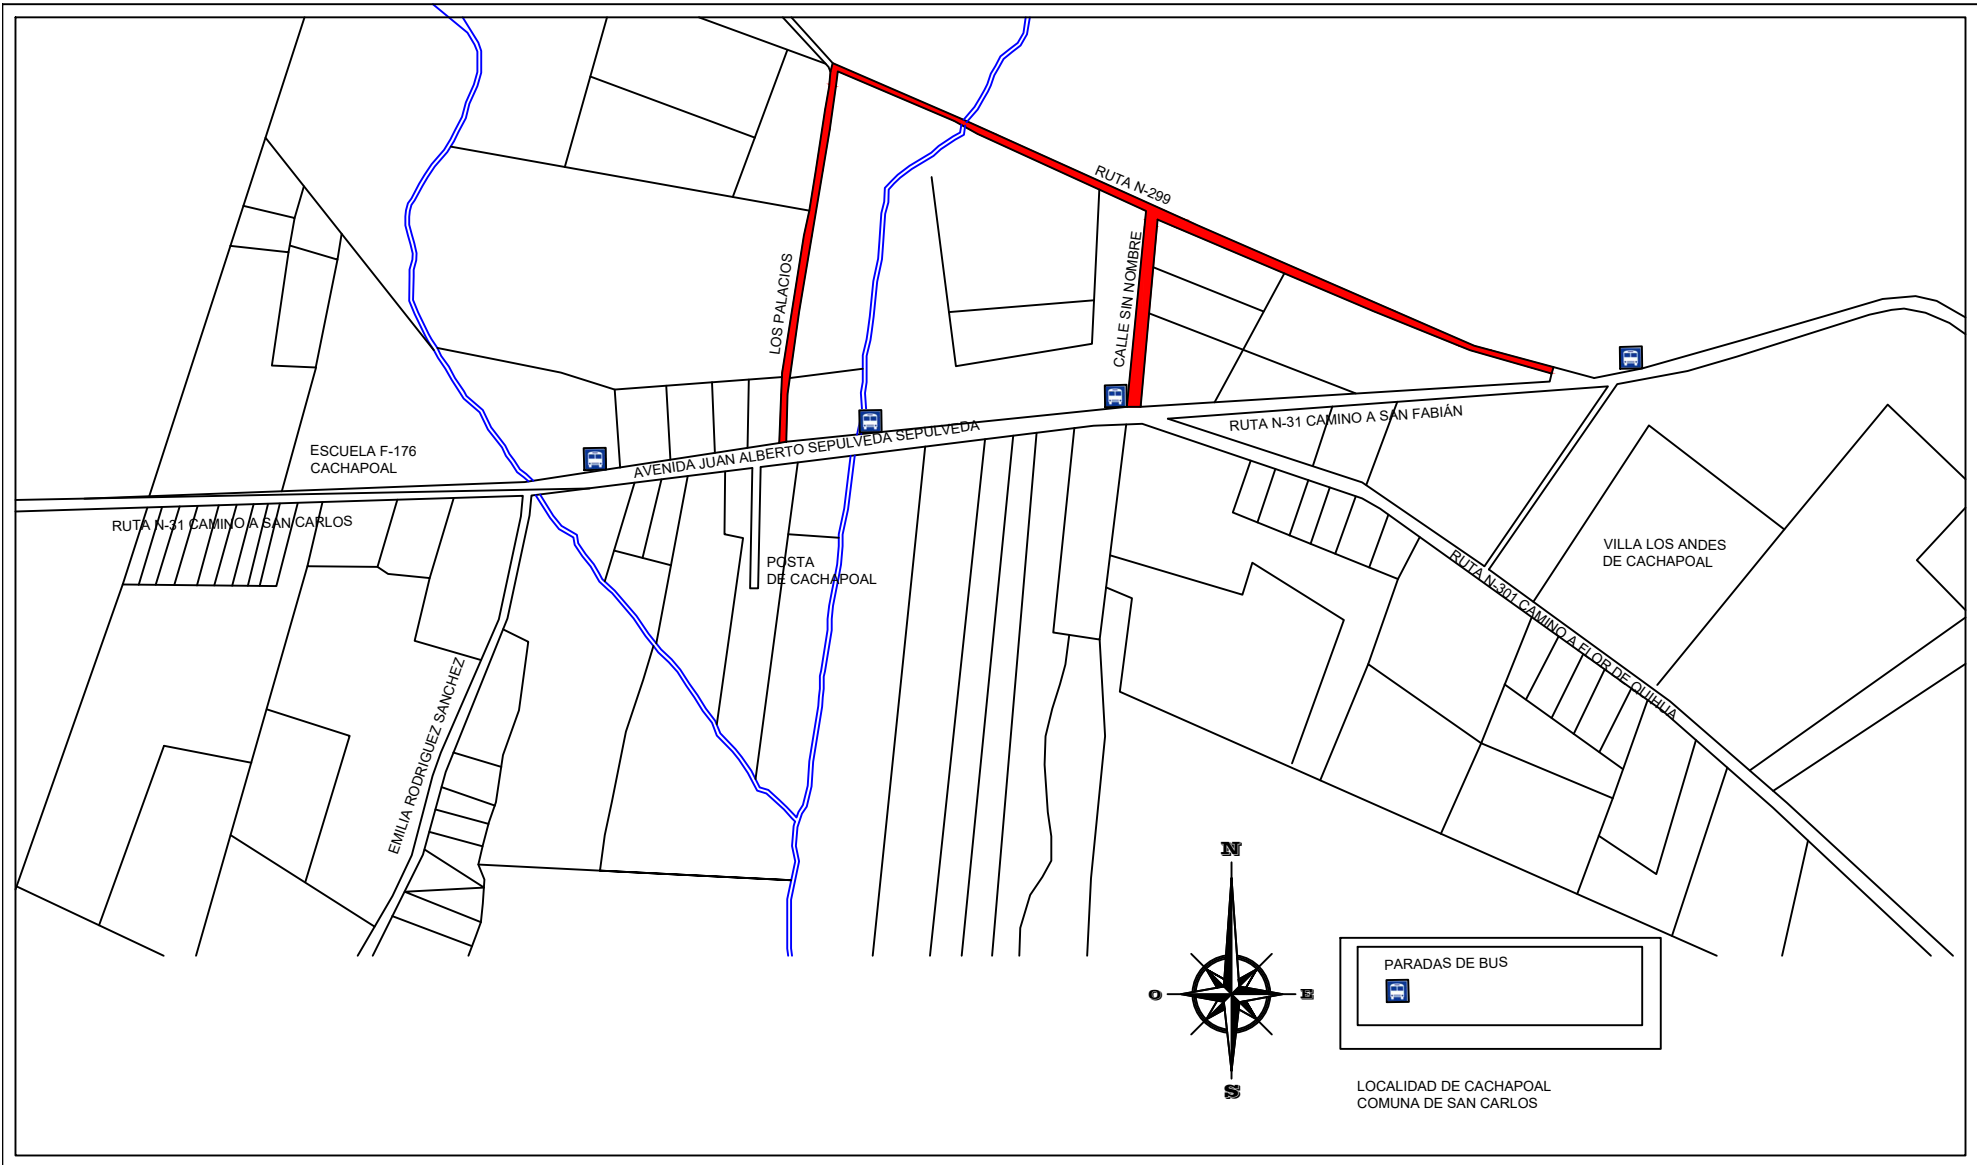 RUTA N-299
LOS PALACIOS
CALLE SIN NOMBRE
RUTA N-31 CAMINO A SAN FABIÁN
AVENIDA JUAN ALBERTO SEPULVEDA SEPULVEDA
ESCUELA F-176
CACHAPOAL
RUTA N-31 CAMINO A SAN CARLOS
POSTA
DE CACHAPOAL
VILLA LOS ANDES
DE CACHAPOAL
RUTA N-301 CAMINO A FLOR DE QUIHUA
EMILIA RODRIGUEZ SANCHEZ
N
O
E
S
PARADAS DE BUS
LOCALIDAD DE CACHAPOAL
COMUNA DE SAN CARLOS